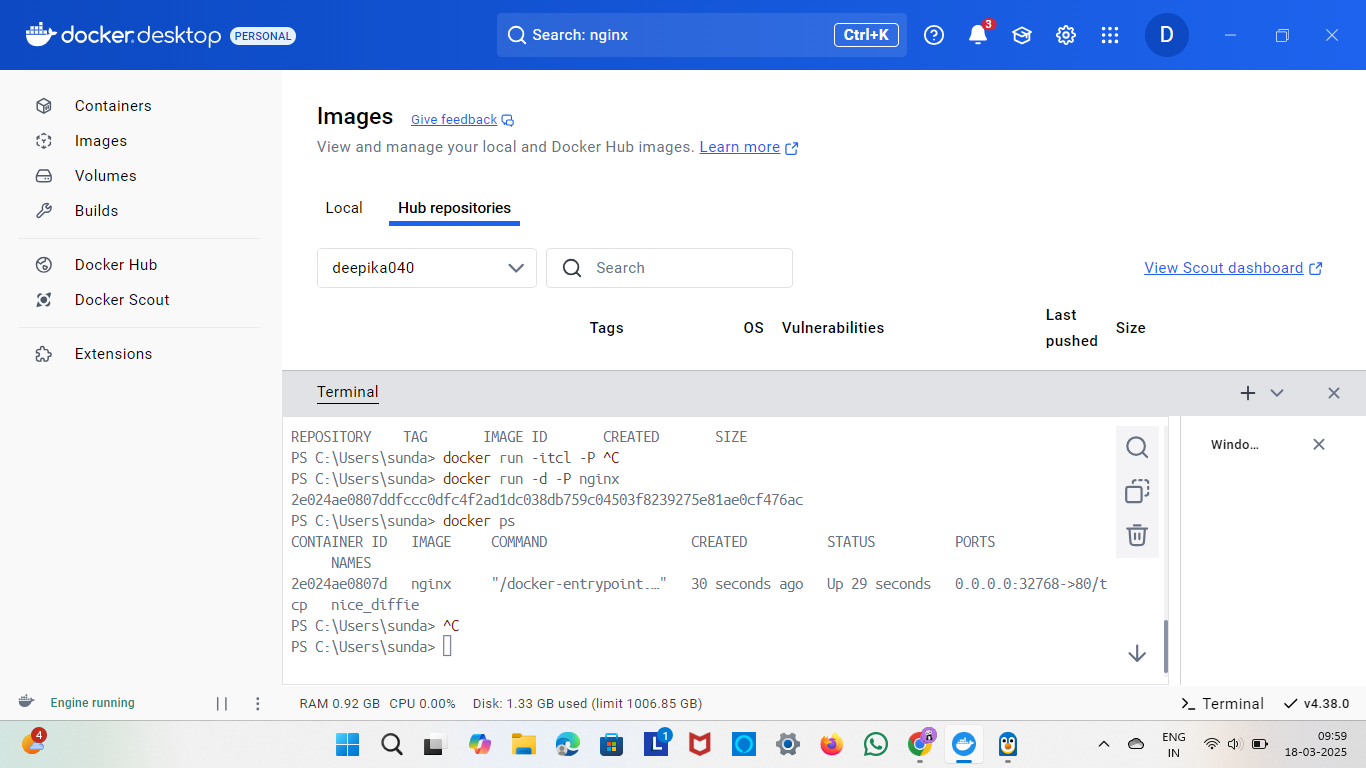 docker.desktop PERSONAL
Search: nginx Ctrl+K
3
D
Containers
Images
Volumes
Builds
Docker Hub
Docker Scout
Extensions
Images Give feedback
View and manage your local and Docker Hub images. Learn more
Local Hub repositories
deepika040 Search View Scout dashboard
Tags OS Vulnerabilities Last pushed Size
Terminal
REPOSITORY TAG IMAGE ID CREATED SIZE
PS C:\Users\sunda> docker run -itcl -P ^C
PS C:\Users\sunda> docker run -d -P nginx
2e024ae0807ddfccc0dfc4f2ad1dc038db759c04503f8239275e81ae0cf476ac
PS C:\Users\sunda> docker ps
CONTAINER ID IMAGE COMMAND CREATED STATUS PORTS
NAMES
2e024ae0807d nginx "/docker-entrypoint.…" 30 seconds ago Up 29 seconds 0.0.0.0:32768->80/t
cp nice_diffie
PS C:\Users\sunda> ^C
PS C:\Users\sunda>
Windo...
Engine running
RAM 0.92 GB CPU 0.00% Disk: 1.33 GB used (limit 1006.85 GB)
Terminal v4.38.0
4
L 1
ENG
IN
09:59
18-03-2025